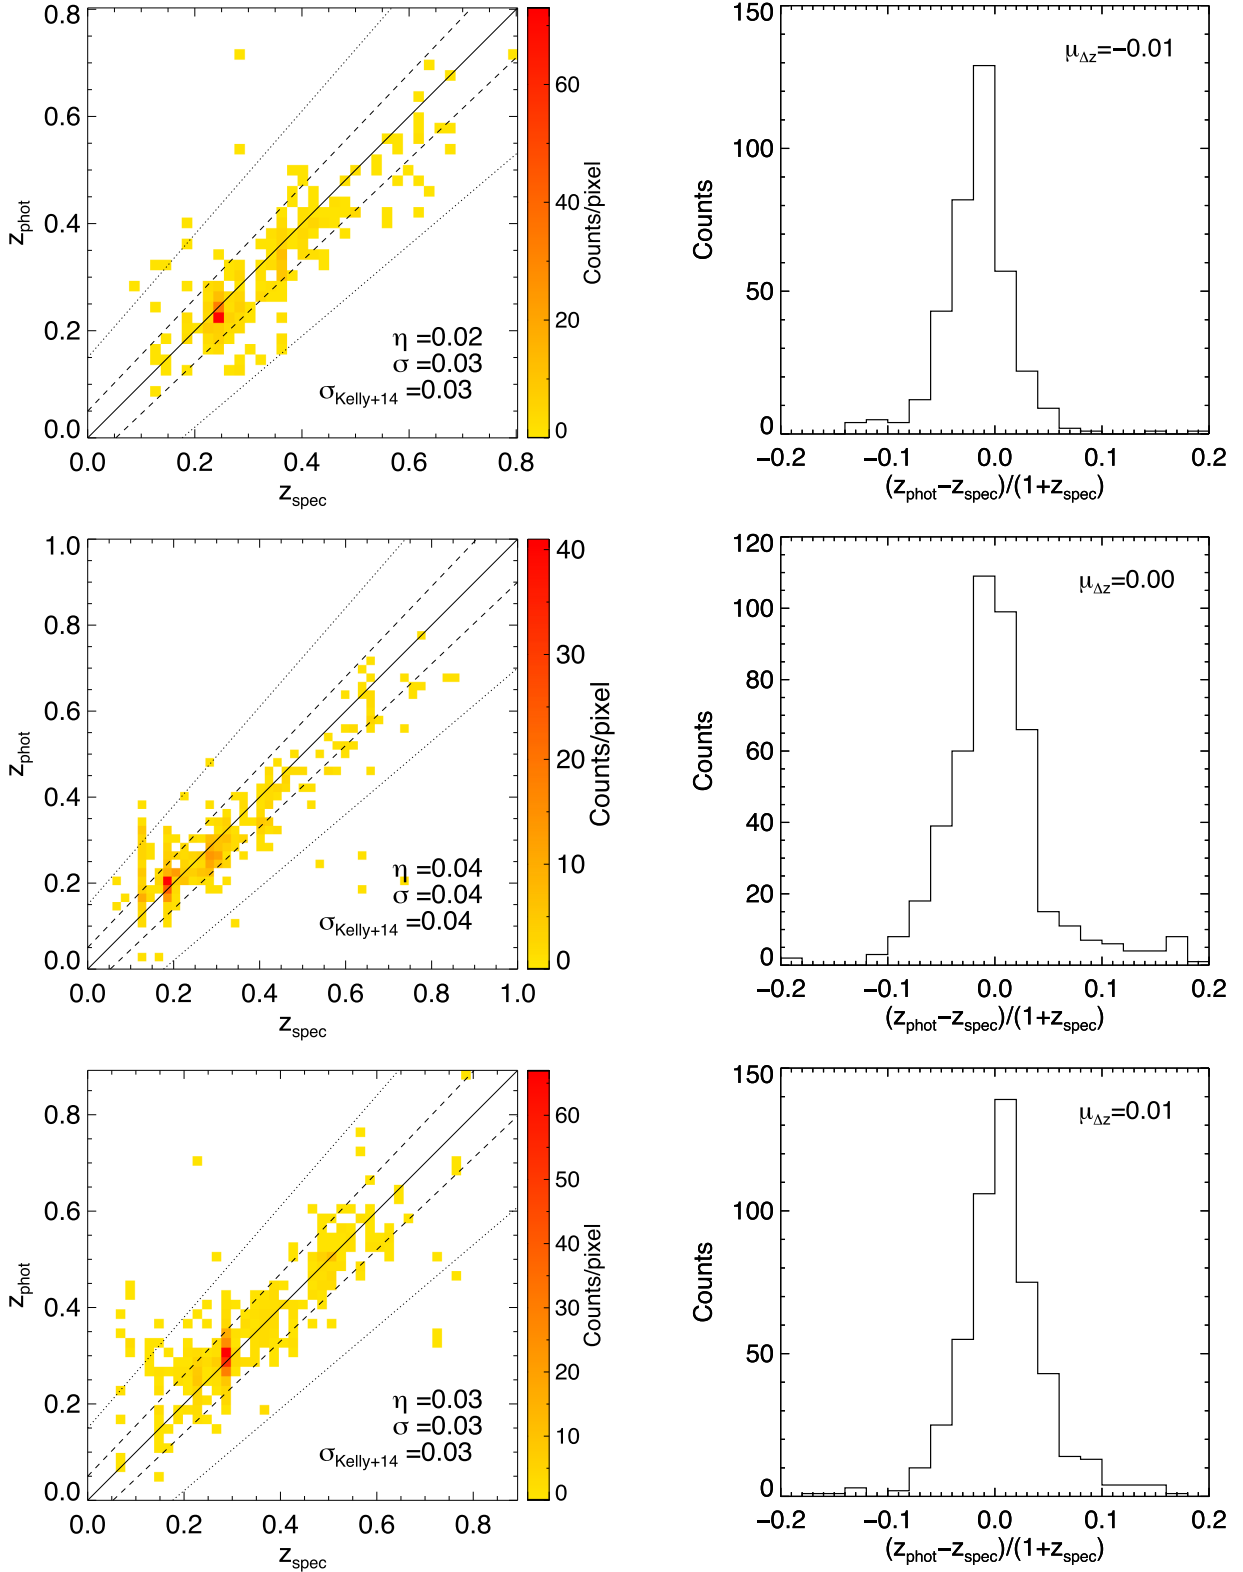 0.8
0.6
0.4
0.2
0.0
z_phot
0.0 0.2 0.4 0.6 0.8
z_spec
η =0.02
σ =0.03
σ_Kelly+14 =0.03
60
40
20
0
Counts/pixel
150
100
50
0
Counts
μ_Δz=−0.01
−0.2 −0.1 0.0 0.1 0.2
(z_phot−z_spec)/(1+z_spec)
1.0
0.8
0.6
0.4
0.2
0.0
z_phot
0.0 0.2 0.4 0.6 0.8 1.0
z_spec
η =0.04
σ =0.04
σ_Kelly+14 =0.04
40
30
20
10
0
Counts/pixel
120
100
80
60
40
20
0
Counts
μ_Δz=0.00
−0.2 −0.1 0.0 0.1 0.2
(z_phot−z_spec)/(1+z_spec)
0.8
0.6
0.4
0.2
0.0
z_phot
0.0 0.2 0.4 0.6 0.8
z_spec
η =0.03
σ =0.03
σ_Kelly+14 =0.03
60
50
40
30
20
10
0
Counts/pixel
150
100
50
0
Counts
μ_Δz=0.01
−0.2 −0.1 0.0 0.1 0.2
(z_phot−z_spec)/(1+z_spec)